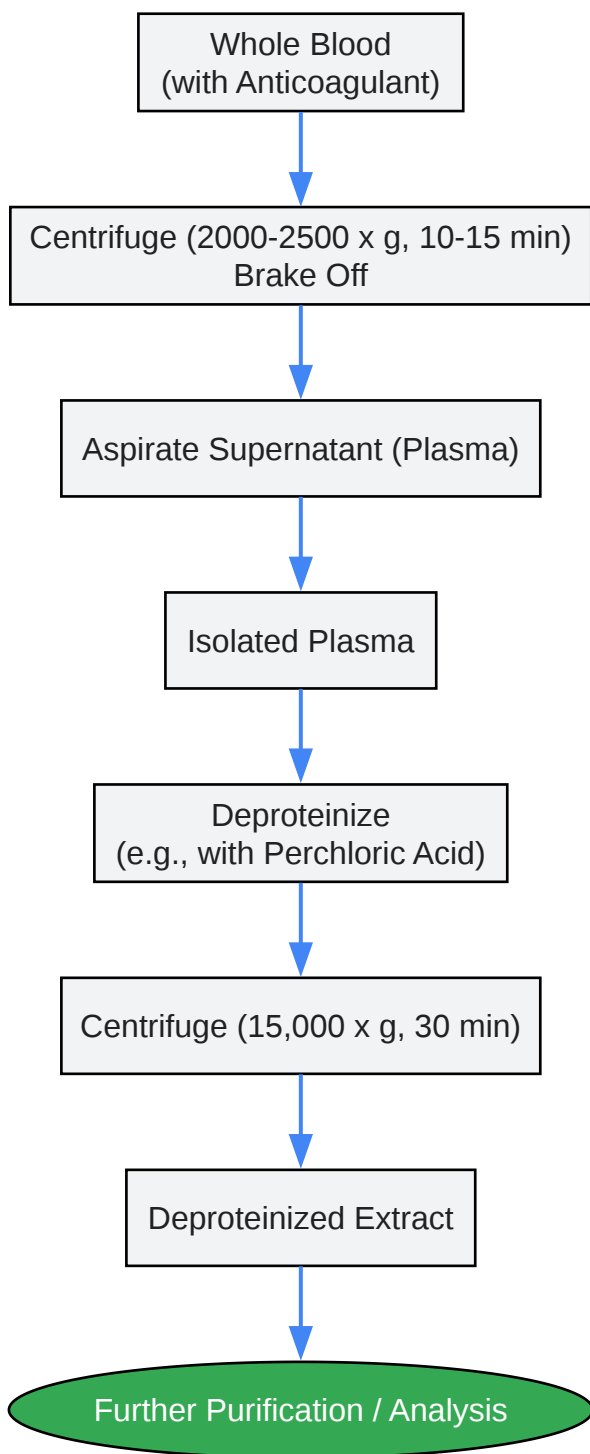 Whole Blood
(with Anticoagulant)
Centrifuge (2000-2500 x g, 10-15 min)
Brake Off
Aspirate Supernatant (Plasma)
Isolated Plasma
Deproteinize
(e.g., with Perchloric Acid)
Centrifuge (15,000 x g, 30 min)
Deproteinized Extract
Further Purification / Analysis